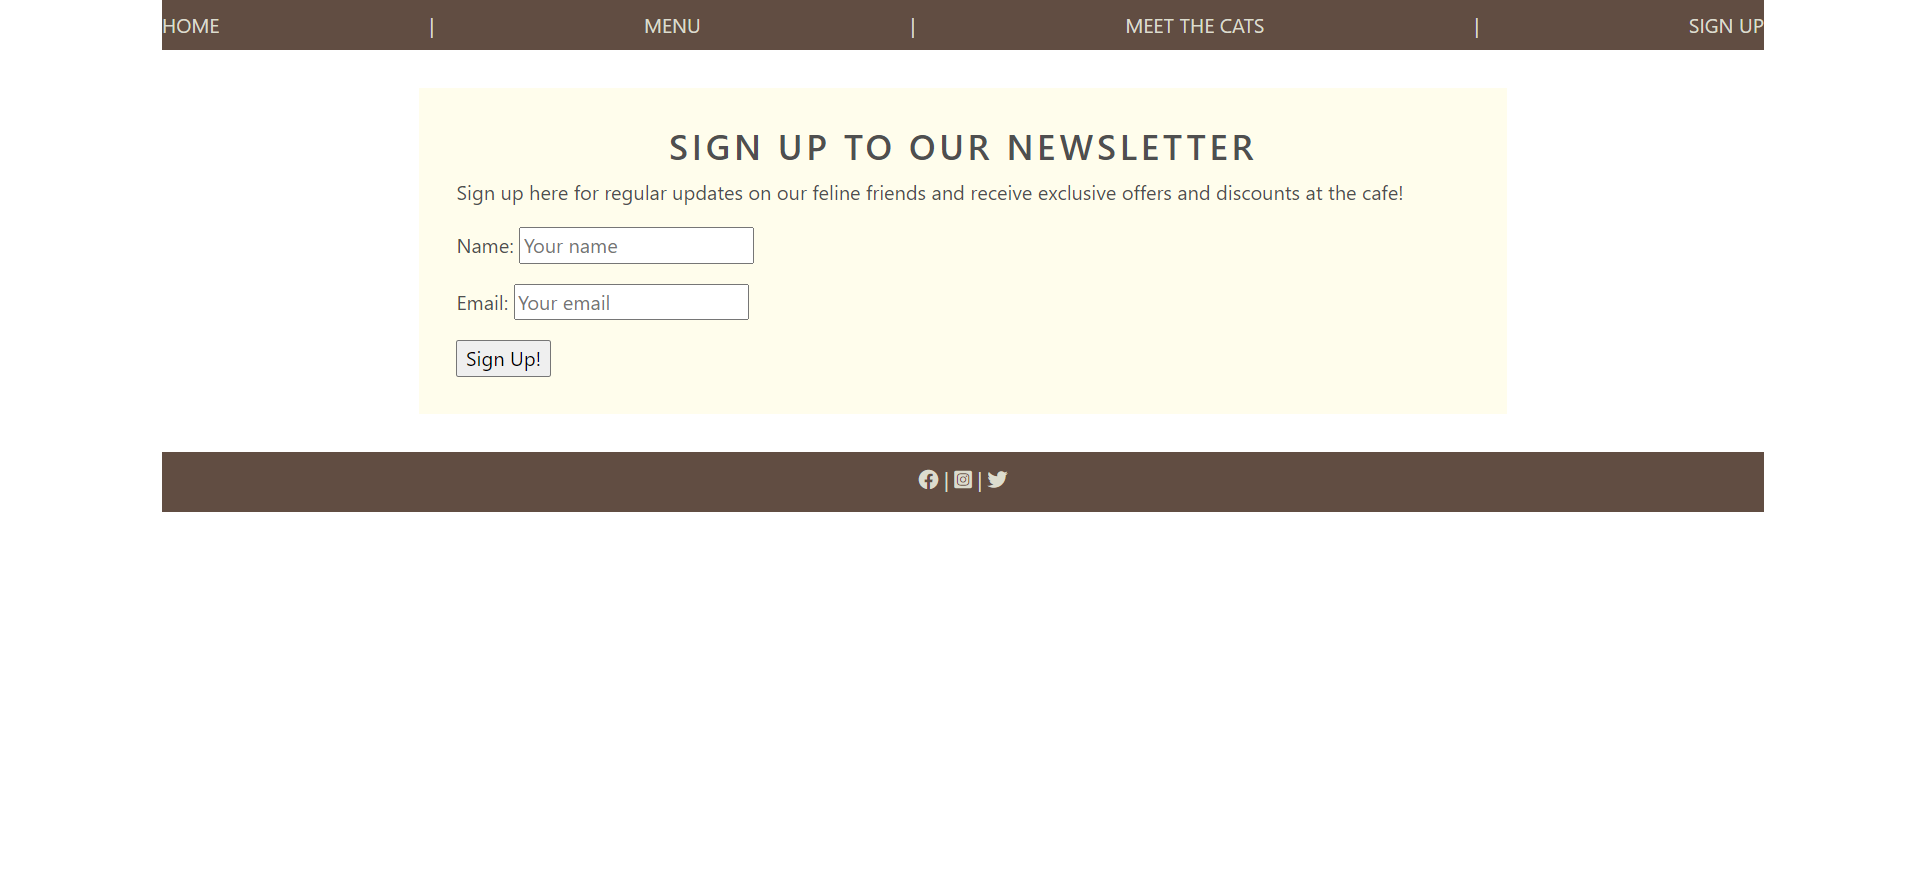 HOME | MENU | MEET THE CATS | SIGN UP
SIGN UP TO OUR NEWSLETTER
Sign up here for regular updates on our feline friends and receive exclusive offers and discounts at the cafe!
Name: Your name
Email: Your email
Sign Up!
| |